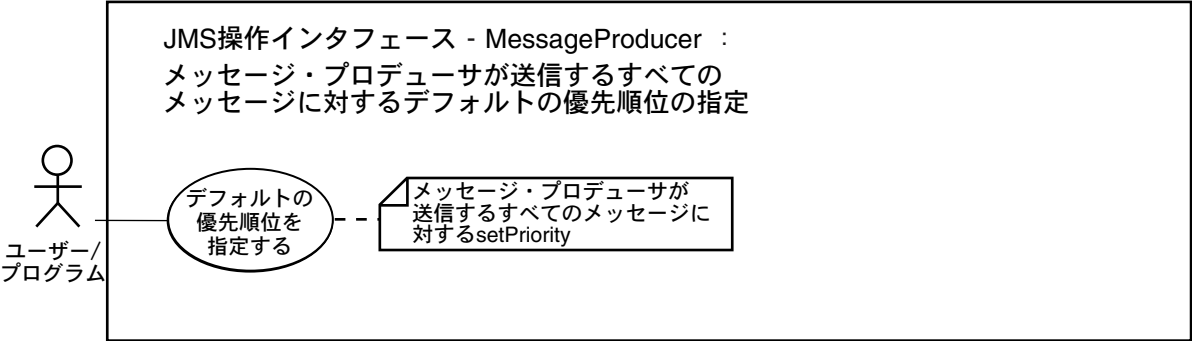 JMS操作インタフェース - MessageProducer ：
メッセージ・プロデューサが送信するすべての
メッセージに対するデフォルトの優先順位の指定
デフォルトの
優先順位を
指定する
メッセージ・プロデューサが
送信するすべてのメッセージに
対するsetPriority
ユーザー/
プログラム